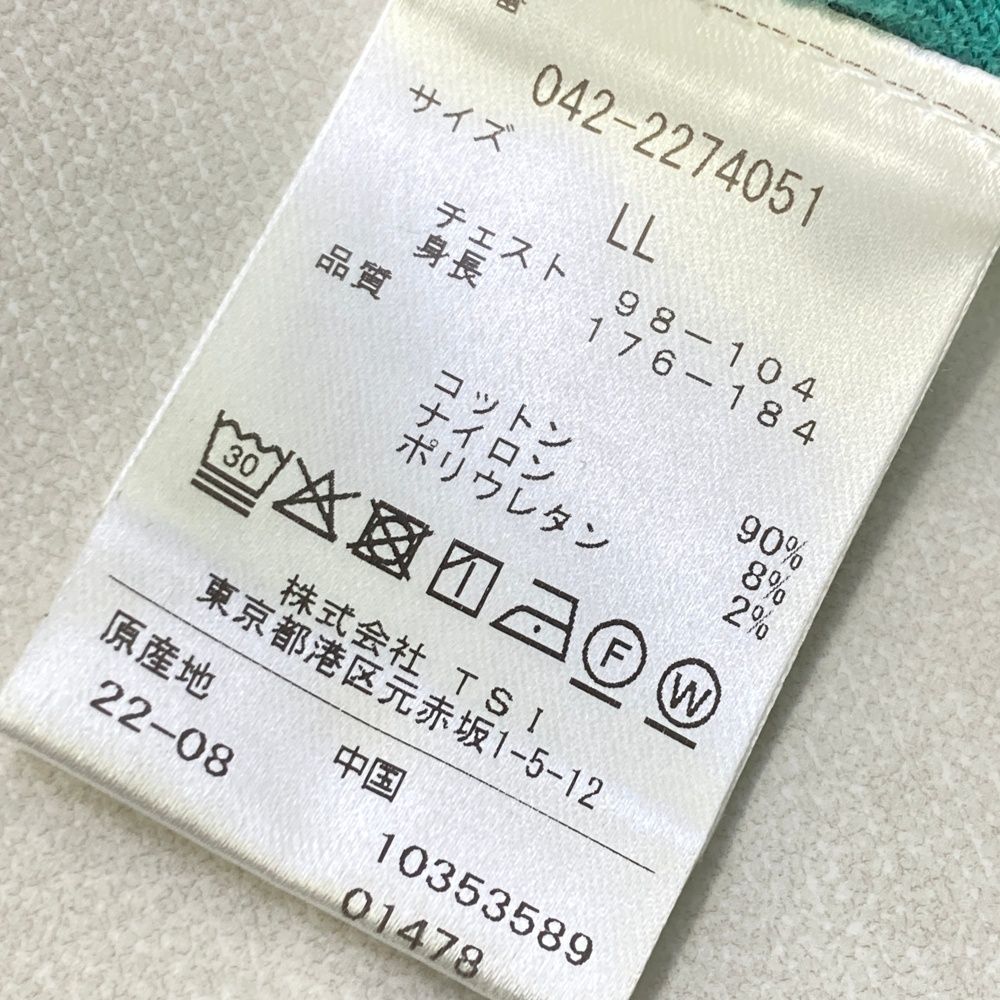 042-2274051
サイズ LL
チェスト 98-104
身長 176-184
品質
コットン 90%
ナイロン 8%
ポリウレタン 2%
30
F
W
株式会社 TSI
東京都港区元赤坂1-5-12
原産地 中国
22-08 10353589
01478